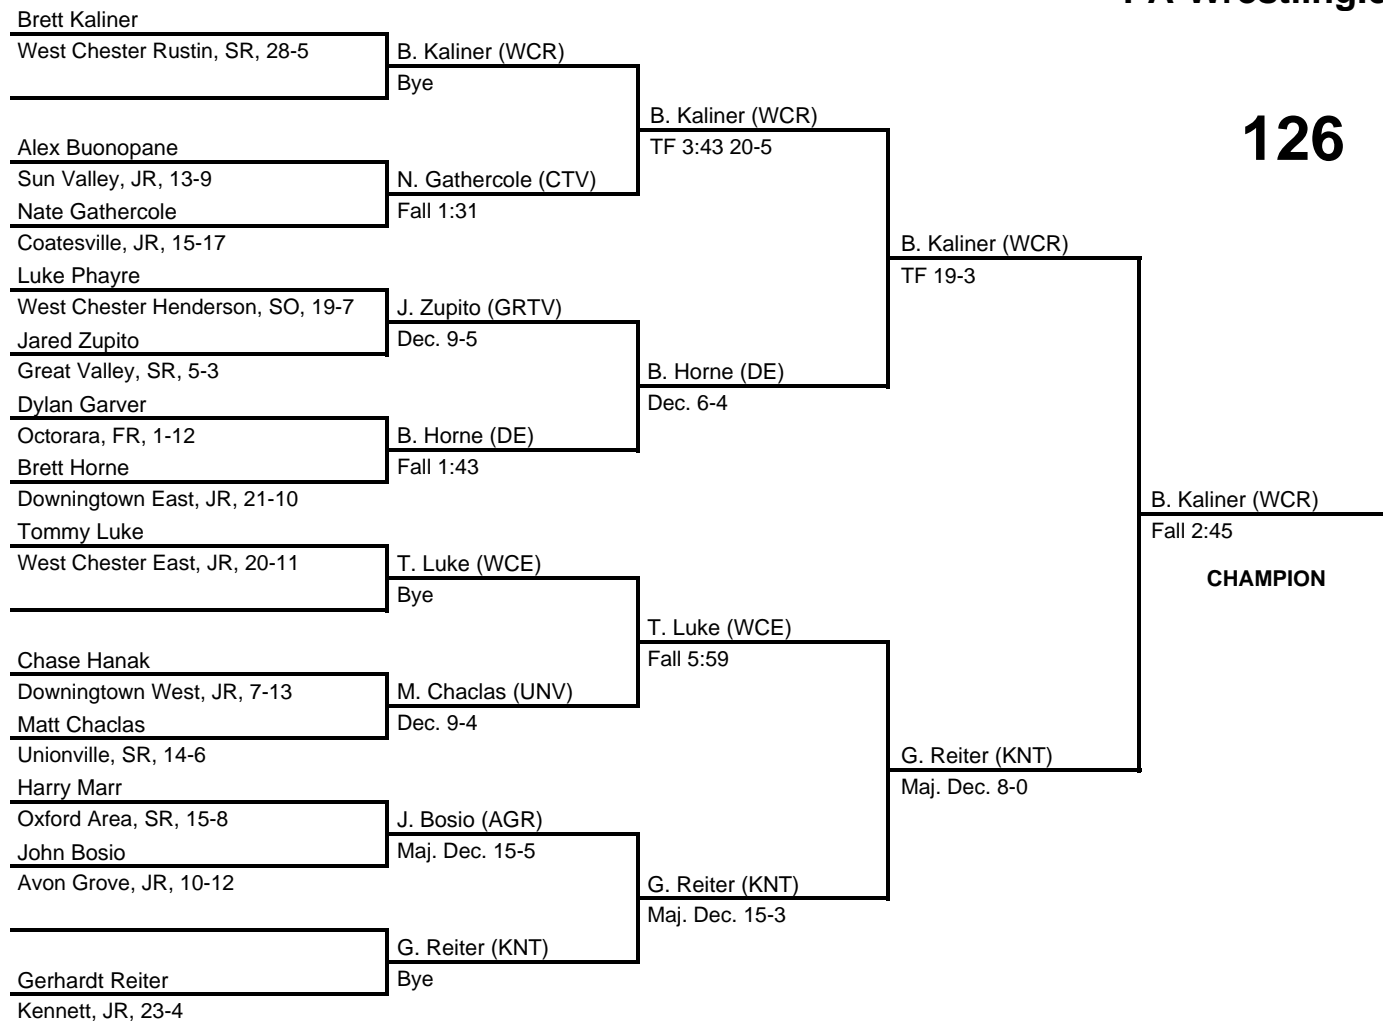 Brett Kaliner
West Chester Rustin, SR, 28-5
B. Kaliner (WCR)
Bye
B. Kaliner (WCR)
TF 3:43 20-5
126
Alex Buonopane
Sun Valley, JR, 13-9
Nate Gathercole
Coatesville, JR, 15-17
N. Gathercole (CTV)
Fall 1:31
B. Kaliner (WCR)
TF 19-3
Luke Phayre
West Chester Henderson, SO, 19-7
Jared Zupito
Great Valley, SR, 5-3
J. Zupito (GRTV)
Dec. 9-5
B. Horne (DE)
Dec. 6-4
Dylan Garver
Octorara, FR, 1-12
Brett Horne
Downingtown East, JR, 21-10
B. Horne (DE)
Fall 1:43
B. Kaliner (WCR)
Fall 2:45
CHAMPION
Tommy Luke
West Chester East, JR, 20-11
T. Luke (WCE)
Bye
T. Luke (WCE)
Fall 5:59
Chase Hanak
Downingtown West, JR, 7-13
Matt Chaclas
Unionville, SR, 14-6
M. Chaclas (UNV)
Dec. 9-4
G. Reiter (KNT)
Maj. Dec. 8-0
Harry Marr
Oxford Area, SR, 15-8
John Bosio
Avon Grove, JR, 10-12
J. Bosio (AGR)
Maj. Dec. 15-5
G. Reiter (KNT)
Maj. Dec. 15-3
G. Reiter (KNT)
Bye
Gerhardt Reiter
Kennett, JR, 23-4